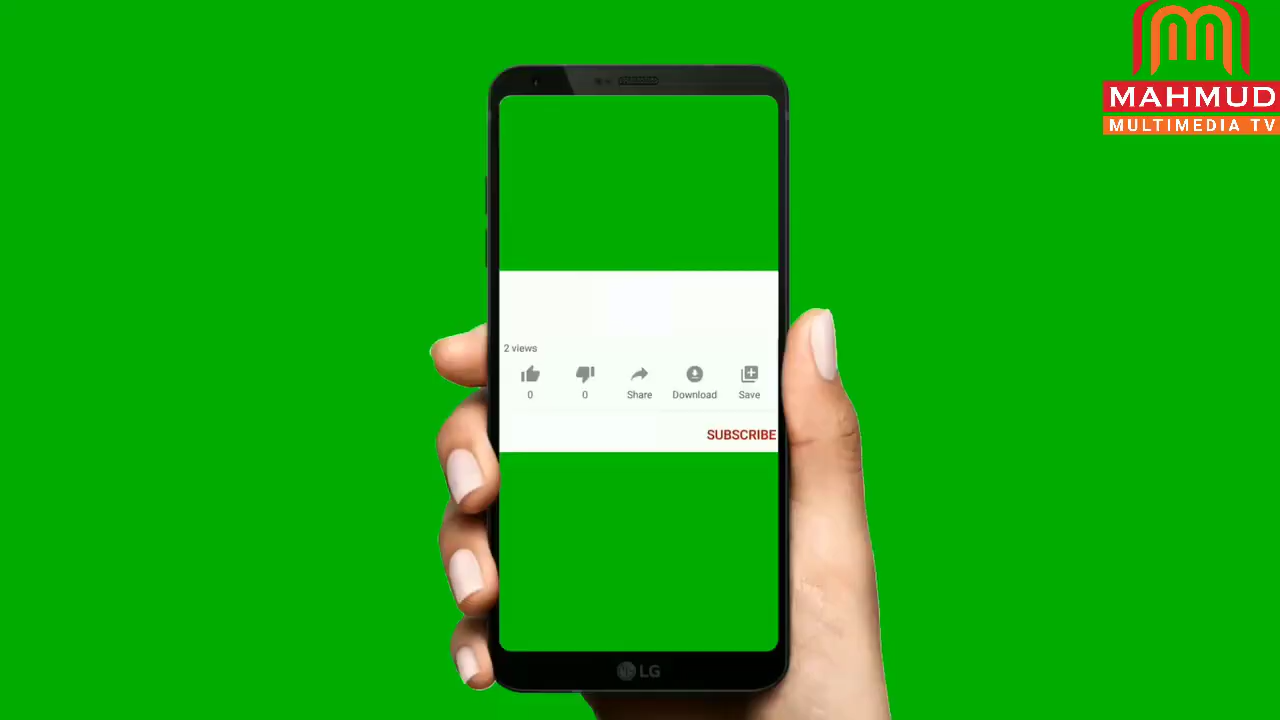 MAHMUD
MULTIMEDIA TV
2 views
0
0
Share
Download
Save
SUBSCRIBE
LG